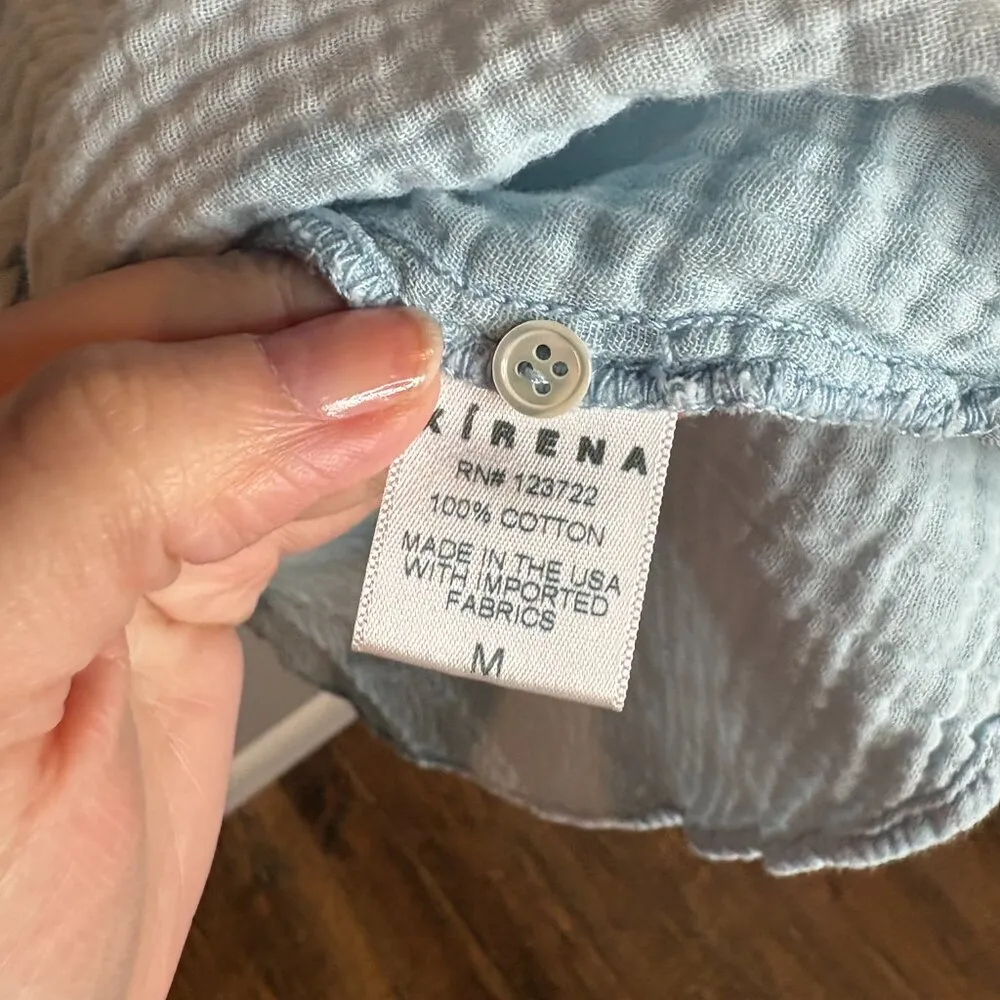 XÍRENA
RN# 123722
100% COTTON
MADE IN THE USA
WITH IMPORTED
FABRICS
M